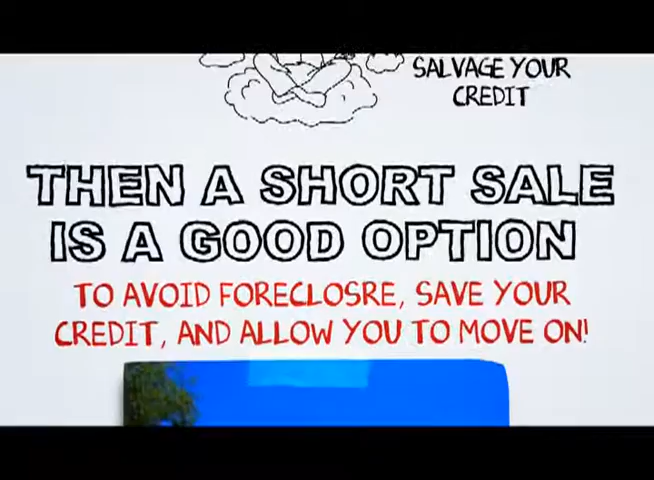 SALVAGE YOUR
CREDIT
THEN A SHORT SALE
IS A GOOD OPTION
TO AVOID FORECLOSRE, SAVE YOUR
CREDIT, AND ALLOW YOU TO MOVE ON!